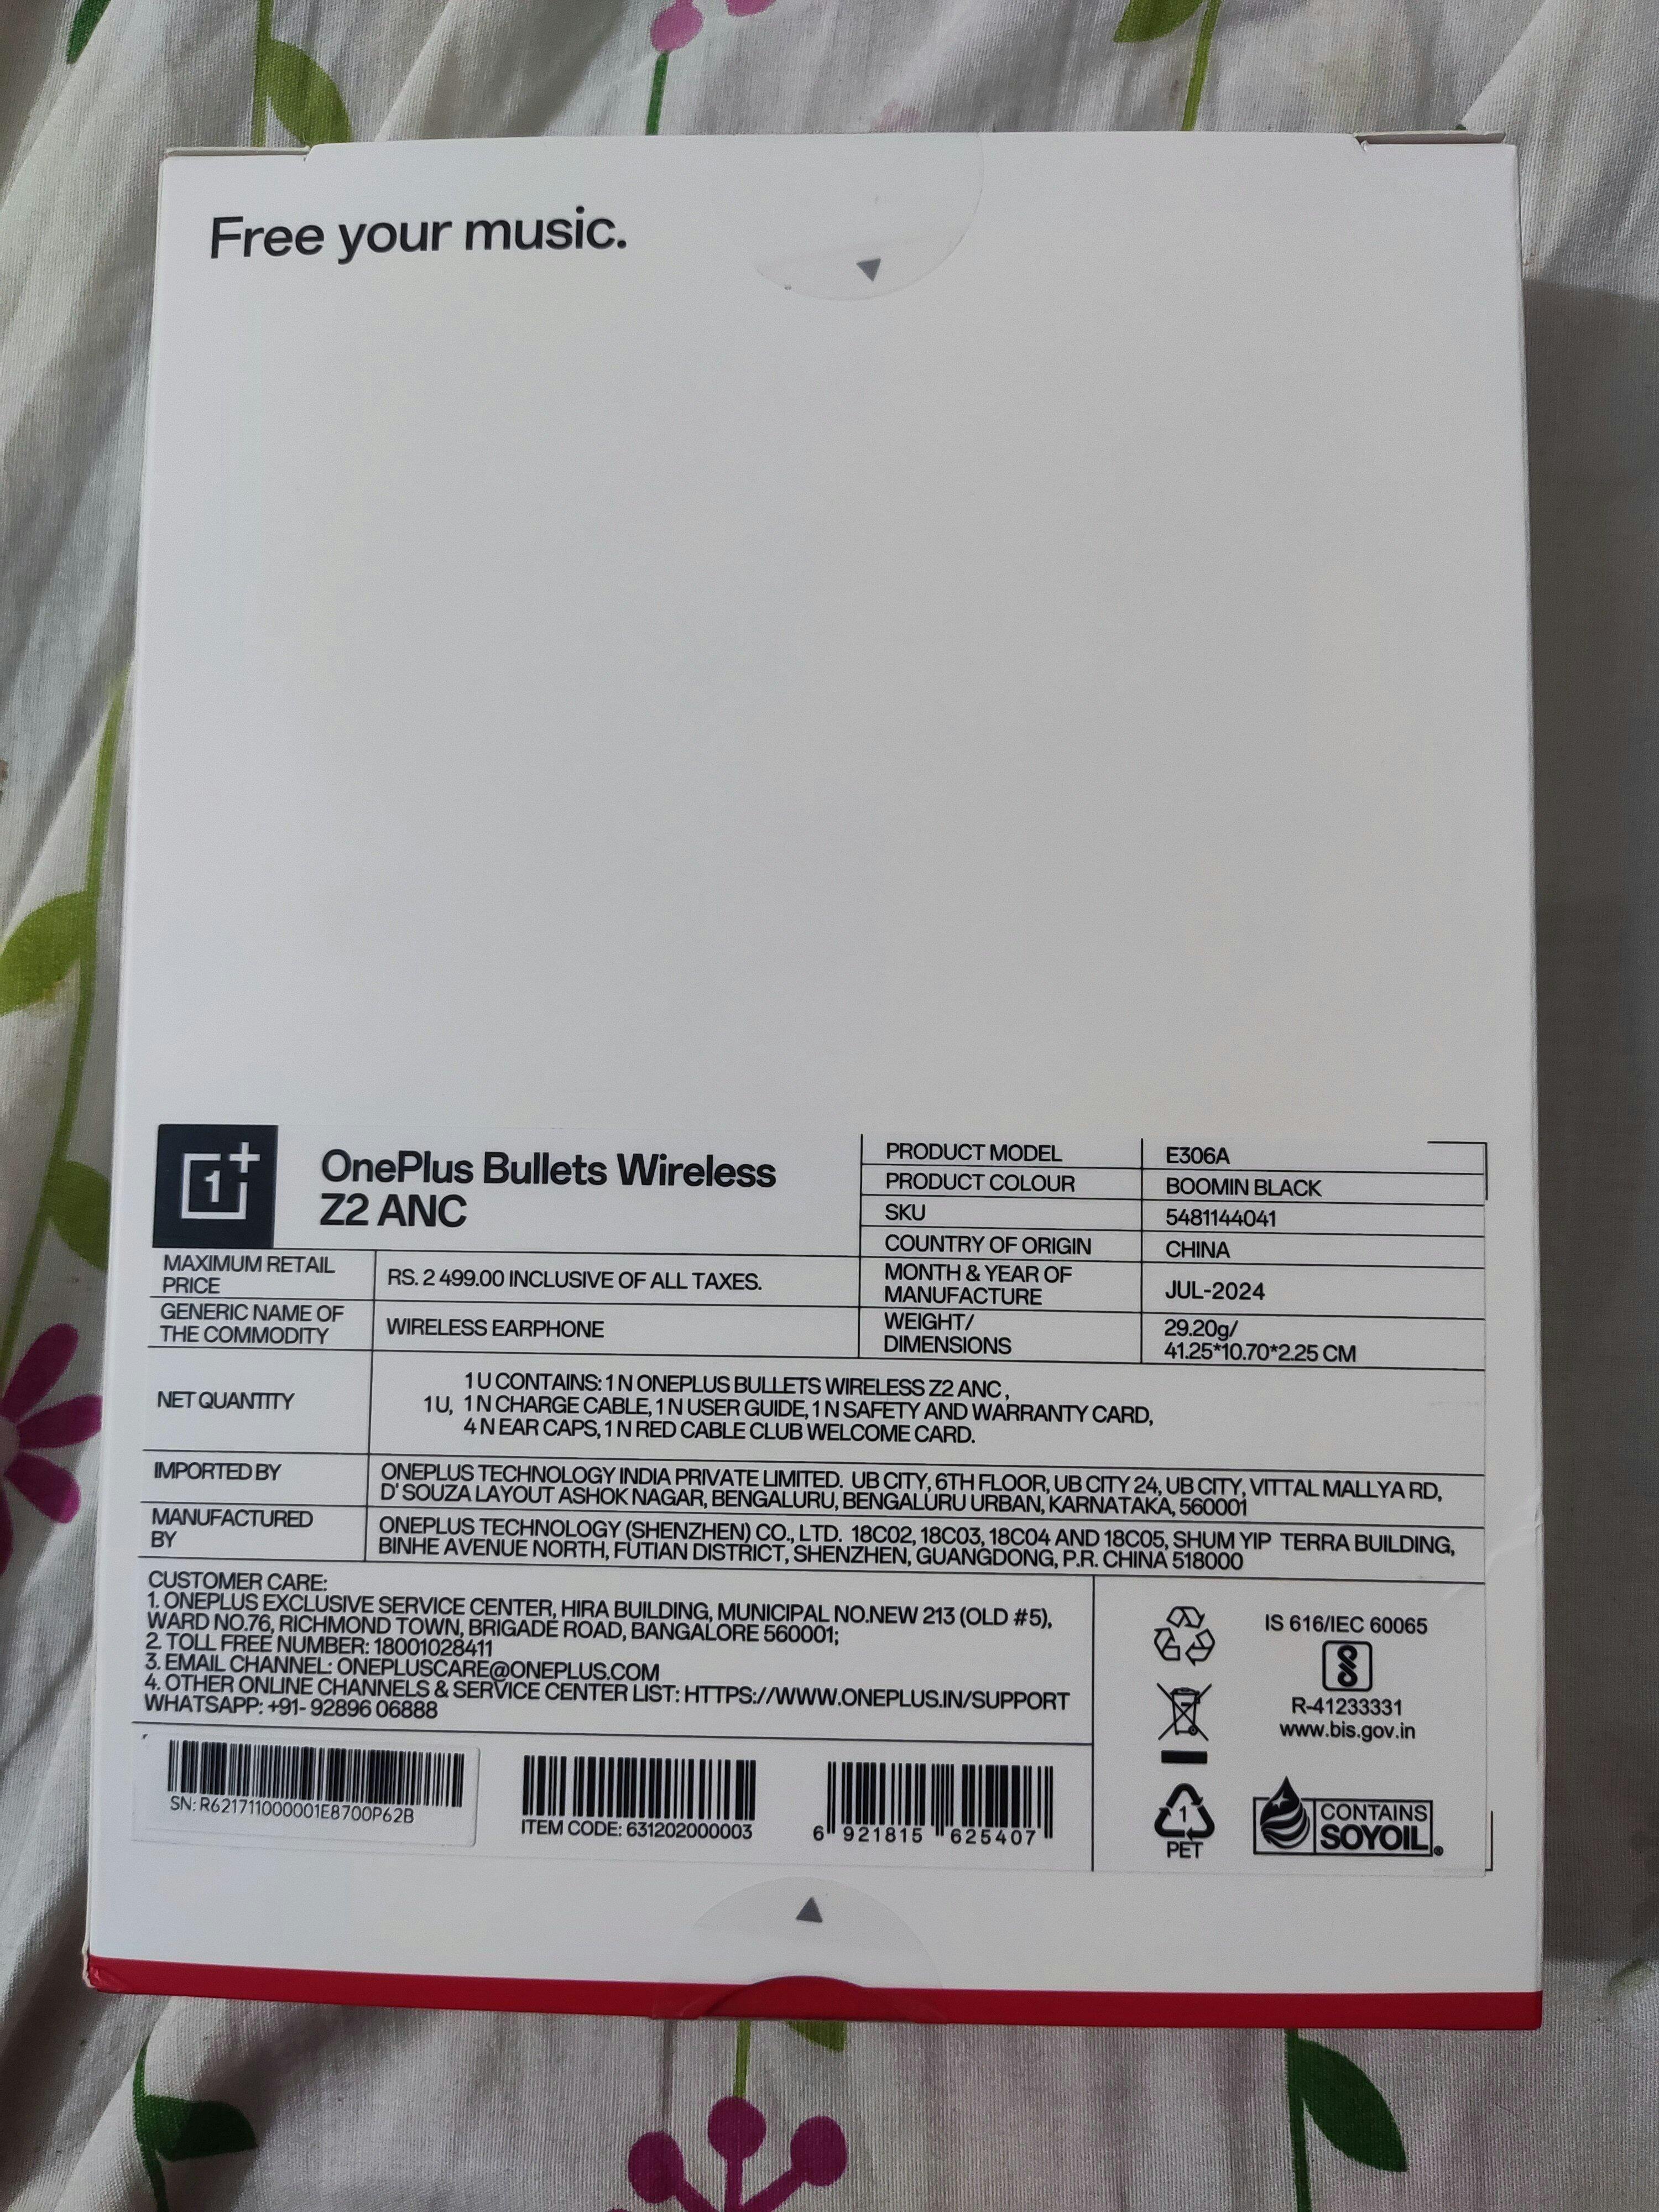 Free your music.
OnePlus Bullets Wireless
Z2 ANC
PRODUCT MODEL E306A
PRODUCT COLOUR BOOMIN BLACK
SKU 5481144041
COUNTRY OF ORIGIN CHINA
MONTH & YEAR OF
MANUFACTURE
JUL-2024
WEIGHT/
DIMENSIONS
29.20g/
41.25*10.70*2.25 CM
MAXIMUM RETAIL
PRICE
RS. 2 499.00 INCLUSIVE OF ALL TAXES.
GENERIC NAME OF
THE COMMODITY
WIRELESS EARPHONE
NET QUANTITY
1 U CONTAINS: 1 N ONEPLUS BULLETS WIRELESS Z2 ANC,
1 U, 1 N CHARGE CABLE, 1 N USER GUIDE, 1 N SAFETY AND WARRANTY CARD,
4 N EAR CAPS, 1 N RED CABLE CLUB WELCOME CARD.
IMPORTED BY
ONEPLUS TECHNOLOGY INDIA PRIVATE LIMITED. UB CITY, 6TH FLOOR, UB CITY 24, UB CITY, VITTAL MALLYA RD,
D' SOUZA LAYOUT ASHOK NAGAR, BENGALURU, BENGALURU URBAN, KARNATAKA, 560001
MANUFACTURED
BY
ONEPLUS TECHNOLOGY (SHENZHEN) CO., LTD. 18C02, 18C03, 18C04 AND 18C05, SHUM YIP TERRA BUILDING,
BINHE AVENUE NORTH, FUTIAN DISTRICT, SHENZHEN, GUANGDONG, P.R. CHINA 518000
CUSTOMER CARE:
1. ONEPLUS EXCLUSIVE SERVICE CENTER, HIRA BUILDING, MUNICIPAL NO.NEW 213 (OLD #5),
WARD NO.76, RICHMOND TOWN, BRIGADE ROAD, BANGALORE 560001;
2. TOLL FREE NUMBER: 18001028411
3. EMAIL CHANNEL: ONEPLUSCARE@ONEPLUS.COM
4. OTHER ONLINE CHANNELS & SERVICE CENTER LIST: HTTPS://WWW.ONEPLUS.IN/SUPPORT
WHATSAPP: +91- 92896 06888
IS 616/IEC 60065
R-41233331
www.bis.gov.in
SN: R621711000001E8700P62B
ITEM CODE: 631202000003
6 921815 625407
1
PET
CONTAINS
SOYOIL®